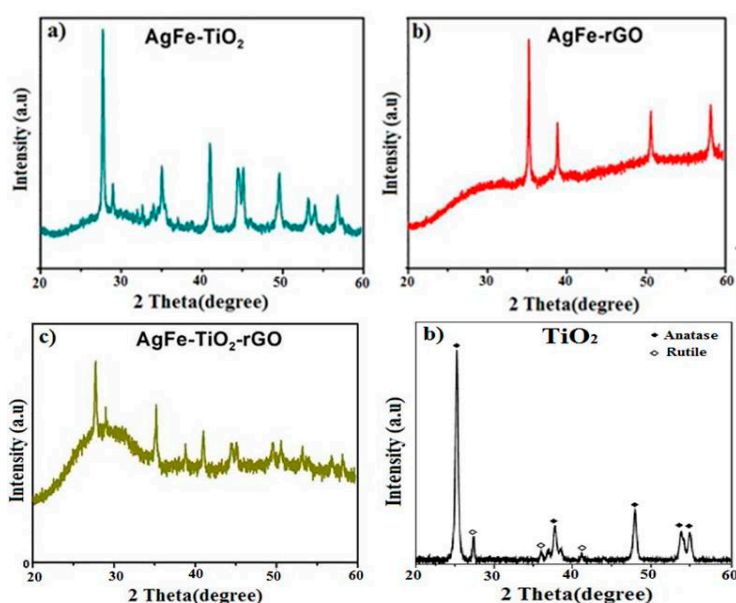 a)
AgFe-TiO₂
Intensity (a.u)
20 30 40 50 60
2 Theta(degree)
b)
AgFe-rGO
Intensity (a.u)
20 30 40 50 60
2 Theta(degree)
c)
AgFe-TiO₂-rGO
Intensity (a.u)
0
20 30 40 50 60
2 Theta(degree)
b)
TiO₂
Anatase
Rutile
Intensity (a.u)
20 30 40 50 60
2 Theta(degree)